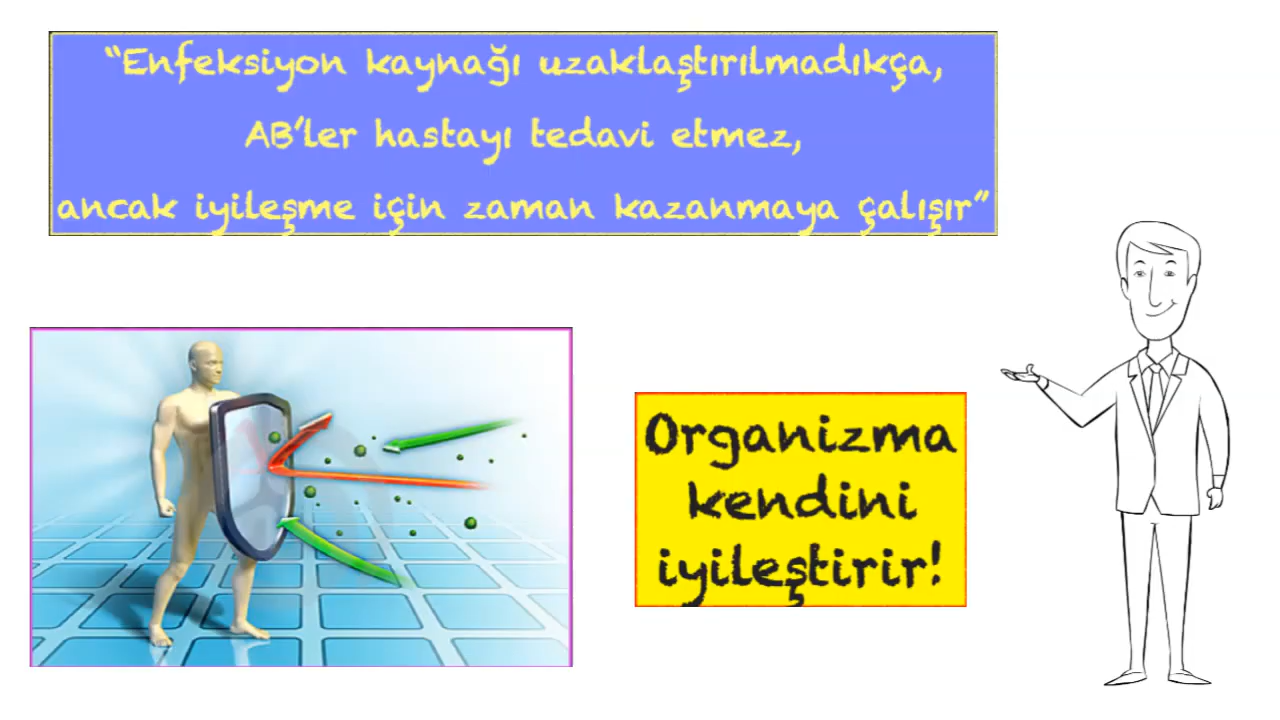 “Enfeksiyon kaynağı uzaklaştırılmadıkça,
AB’ler hastayı tedavi etmez,
ancak iyileşme için zaman kazanmaya çalışır”
Organizma
kendini
iyileştirir!